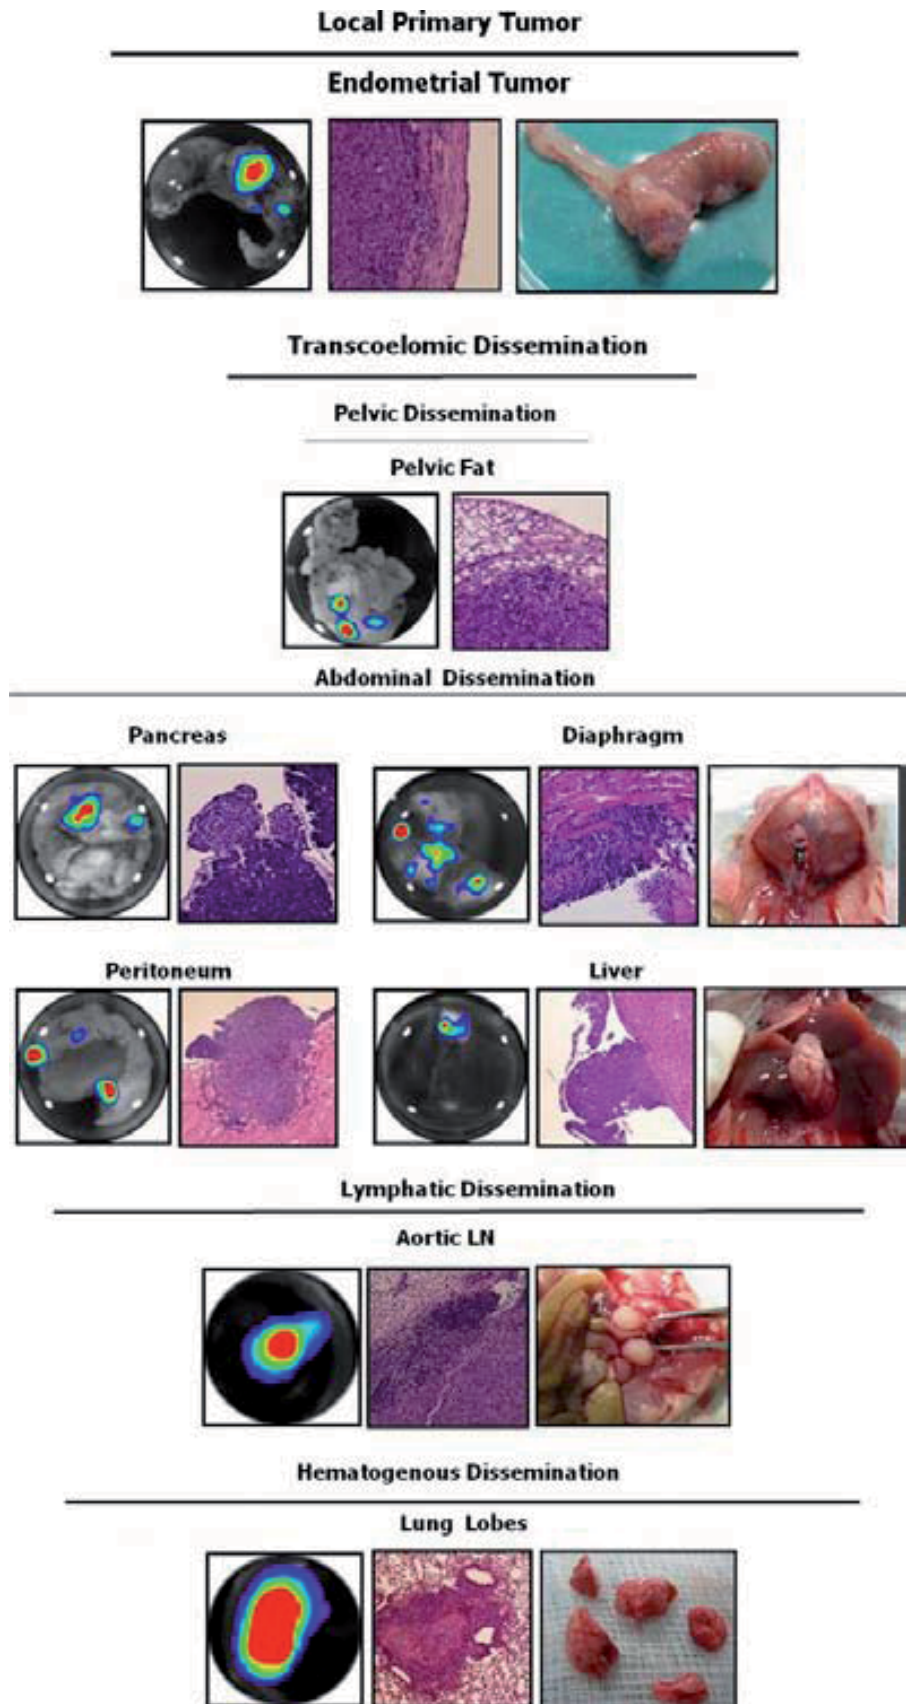 Local Primary Tumor
Endometrial Tumor
Transcoelomic Dissemination
Pelvic Dissemination
Pelvic Fat
Abdominal Dissemination
Pancreas
Diaphragm
Peritoneum
Liver
Lymphatic Dissemination
Aortic LN
Hematogenous Dissemination
Lung Lobes